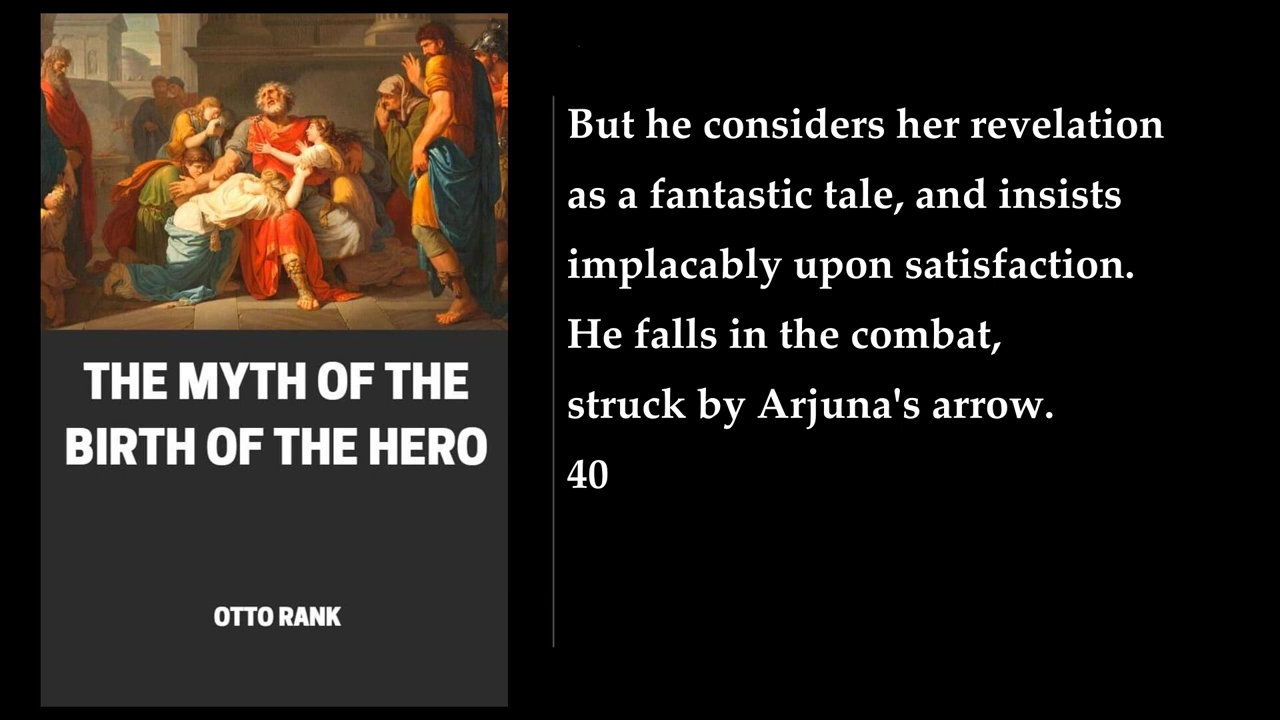 THE MYTH OF THE
BIRTH OF THE HERO
OTTO RANK
But he considers her revelation
as a fantastic tale, and insists
implacably upon satisfaction.
He falls in the combat,
struck by Arjuna's arrow.
40